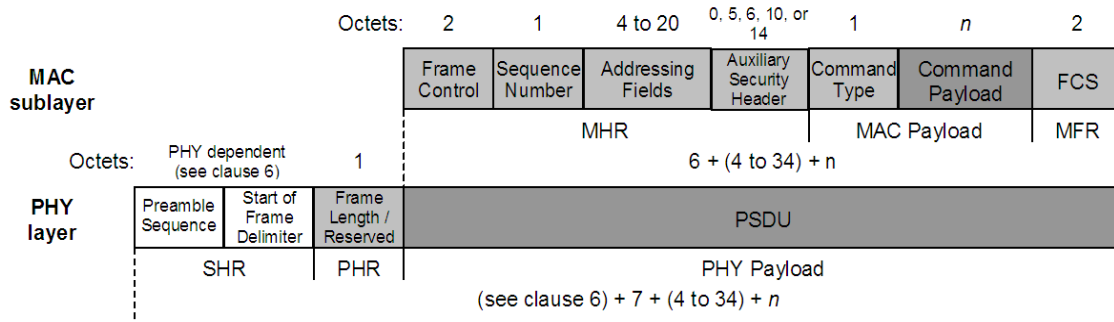 Octets: 2 1 4 to 20 0, 5, 6, 10, or 14 1 n 2
MAC sublayer
Frame Control
Sequence Number
Addressing Fields
Auxiliary Security Header
Command Type
Command Payload
FCS
MHR MAC Payload MFR
Octets: PHY dependent (see clause 6) 1 6 + (4 to 34) + n
PHY layer
Preamble Sequence
Start of Frame Delimiter
Frame Length / Reserved
PSDU
SHR PHR PHY Payload
(see clause 6) + 7 + (4 to 34) + n